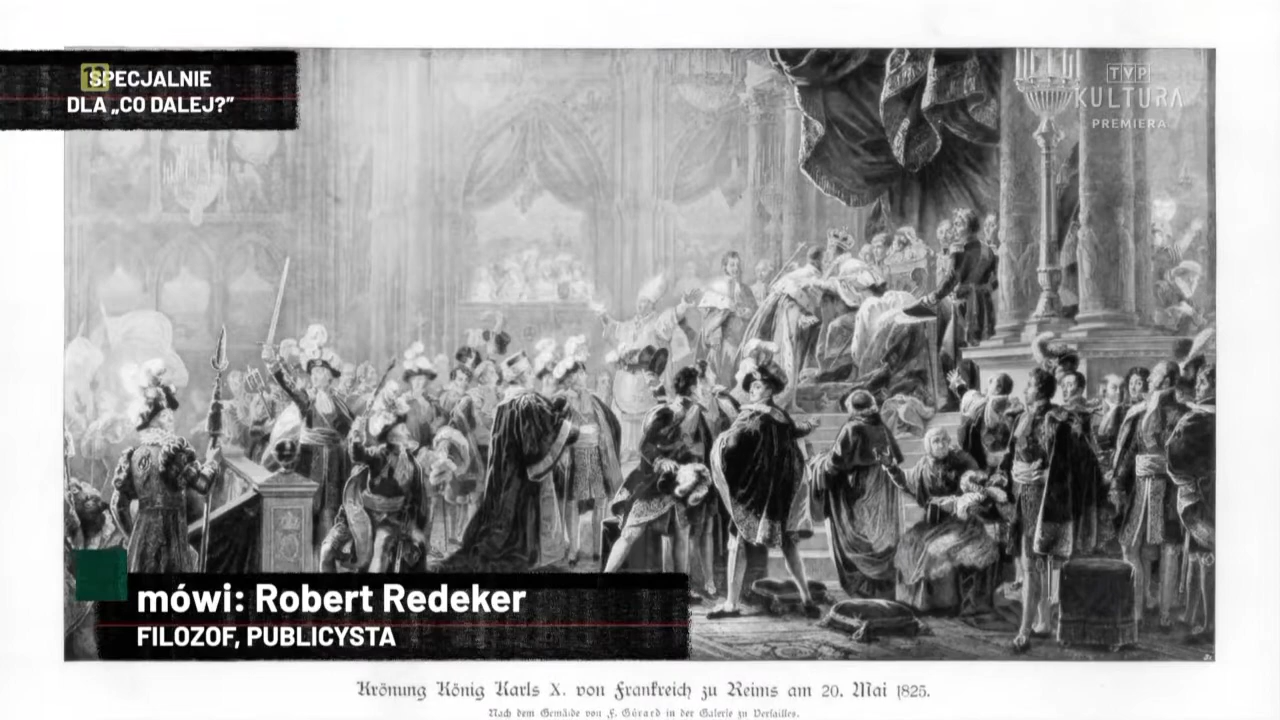 SPECJALNIE
DLA „CO DALEJ?”
TVP
KULTURA
PREMIERA
mówi: Robert Redeker
FILOZOF, PUBLICYSTA
Krönung König Karls X. von Frankreich zu Reims am 20. Mai 1825.
Nach dem Gemälde von F. Gérard in der Galerie zu Versailles.